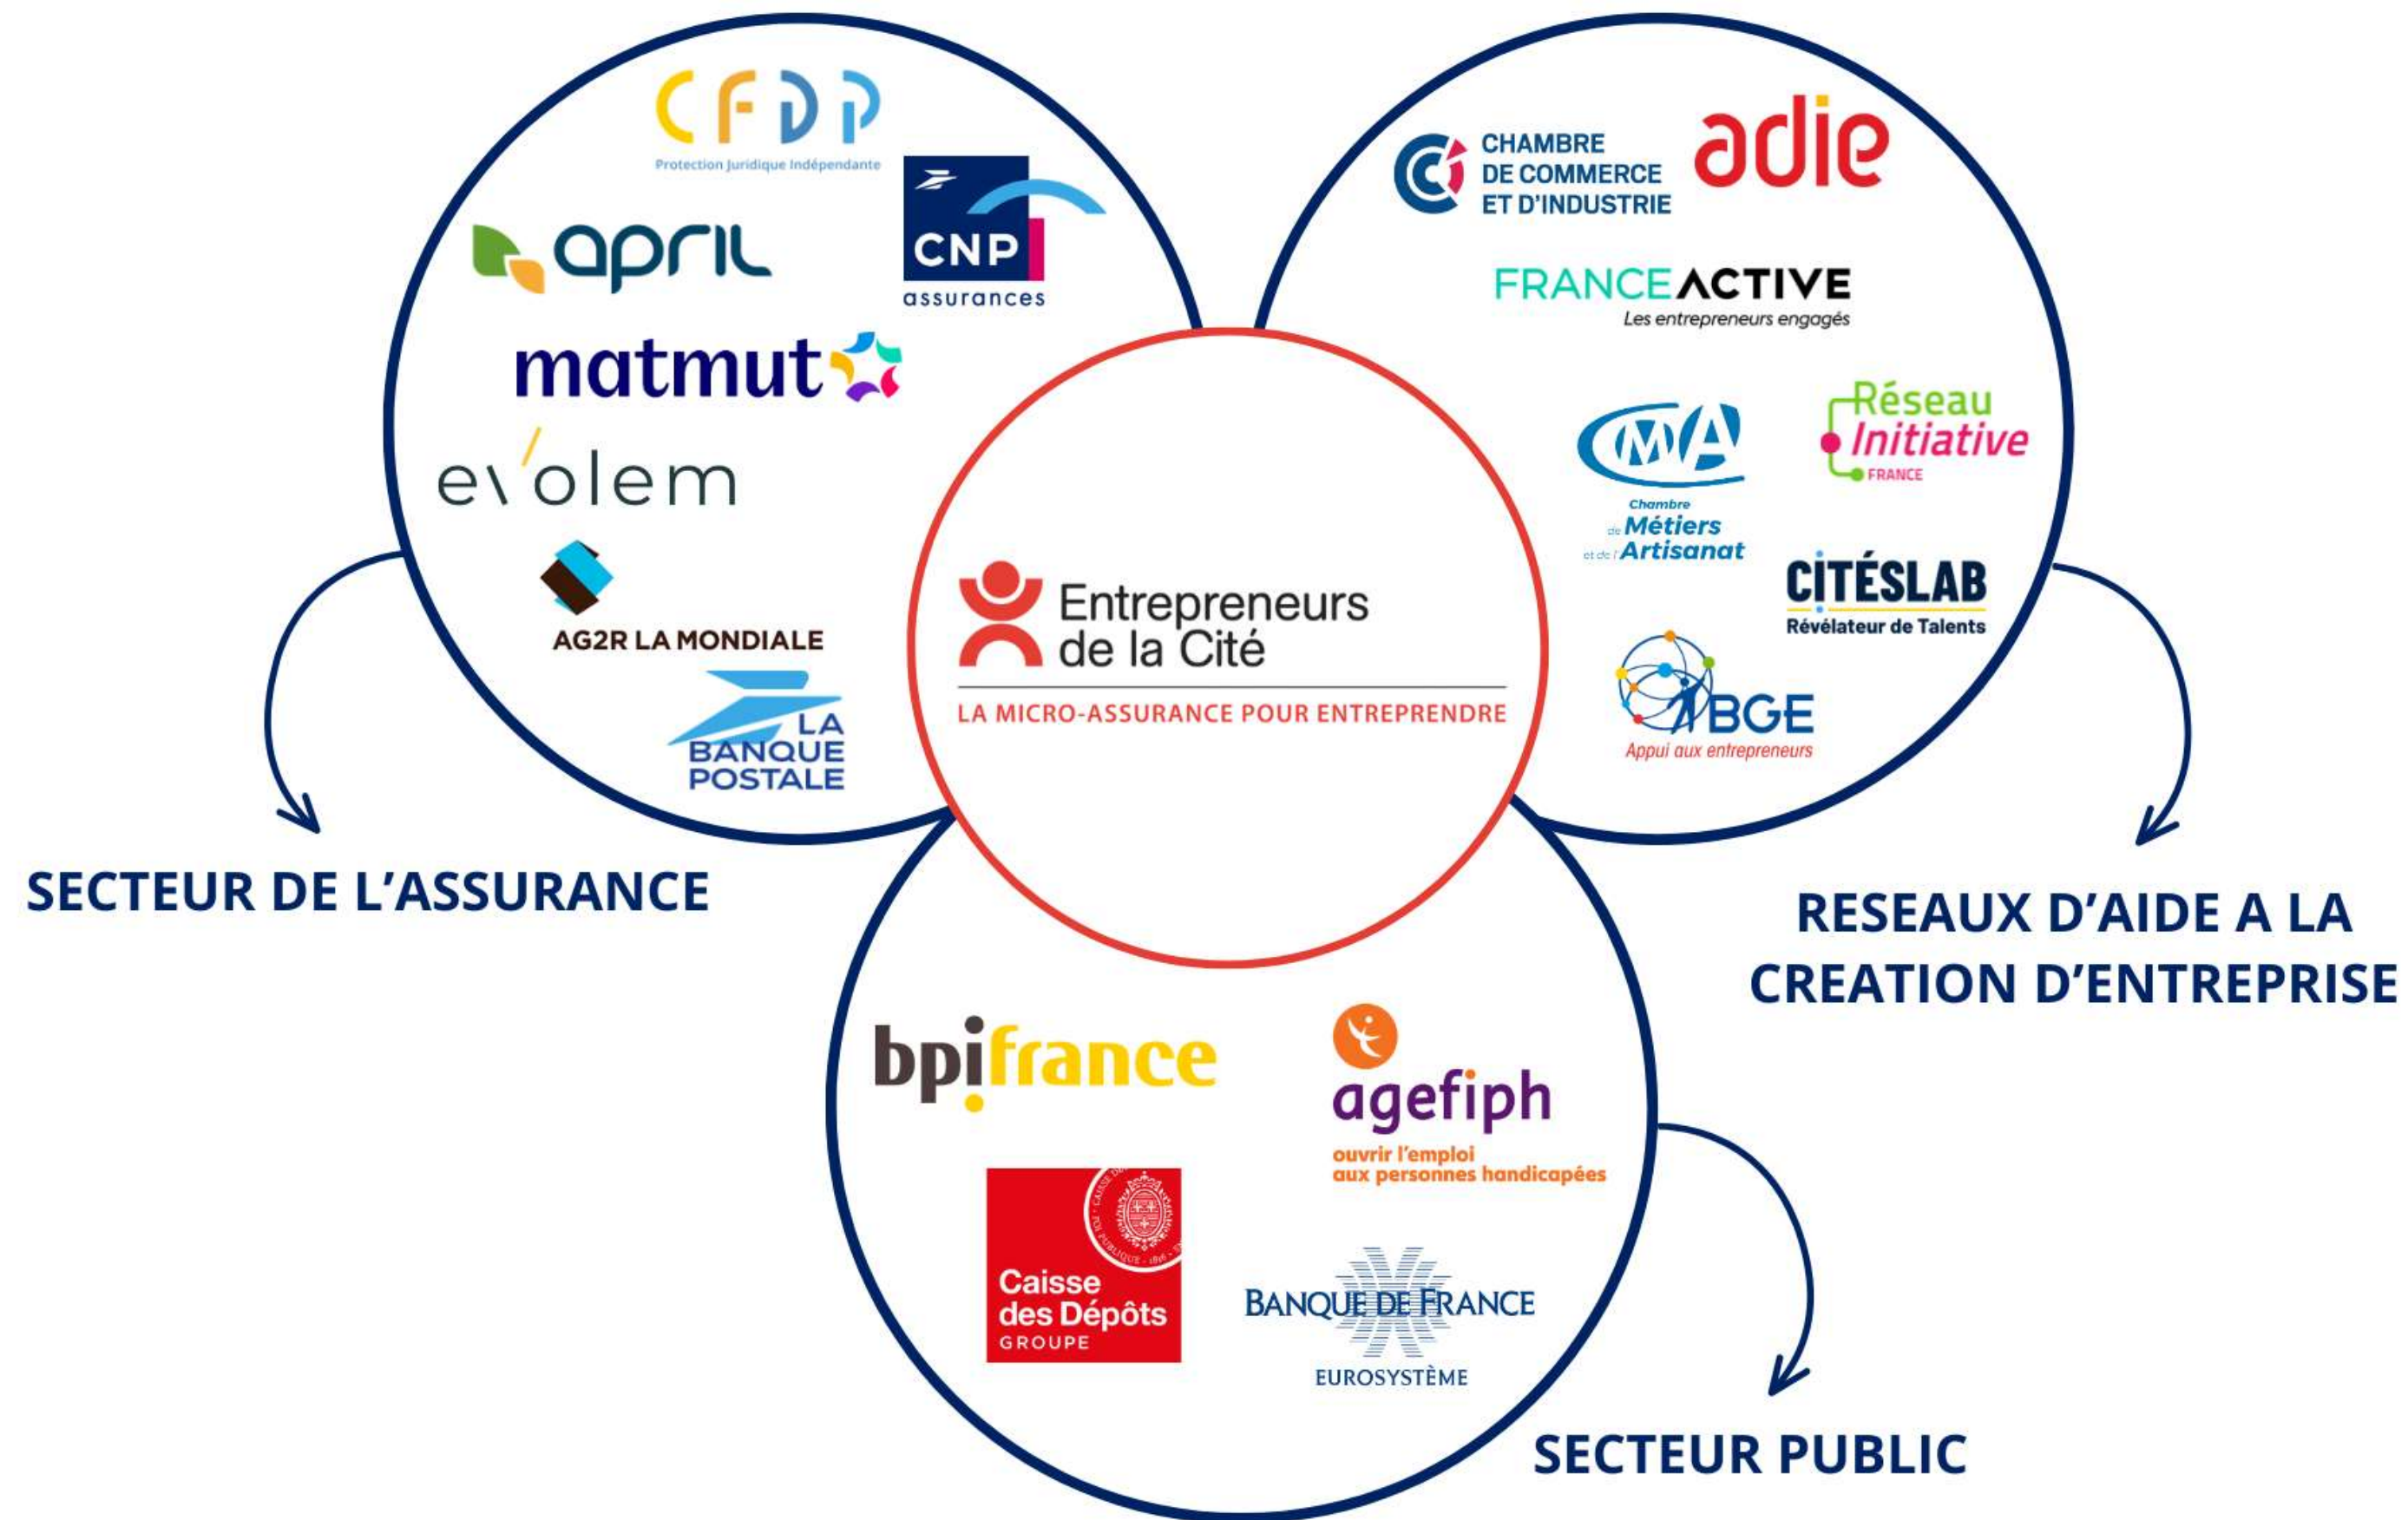 CFDP
Protection Juridique Indépendante
april
CNP
assurances
matmut
evolem
AG2R LA MONDIALE
LA
BANQUE
POSTALE
SECTEUR DE L'ASSURANCE
CHAMBRE
DE COMMERCE
ET D'INDUSTRIE
adie
FRANCEACTIVE
Les entrepreneurs engagés
CMA
Chambre
de Métiers
et de l'Artisanat
Réseau
Initiative
FRANCE
CITÉSLAB
Révélateur de Talents
BGE
Appui aux entrepreneurs
RESEAUX D'AIDE A LA
CREATION D'ENTREPRISE
Entrepreneurs
de la Cité
LA MICRO-ASSURANCE POUR ENTREPRENDRE
bpifrance
agefiph
ouvrir l'emploi
aux personnes handicapées
Caisse
des Dépôts
GROUPE
BANQUE DE FRANCE
EUROSYSTÈME
SECTEUR PUBLIC